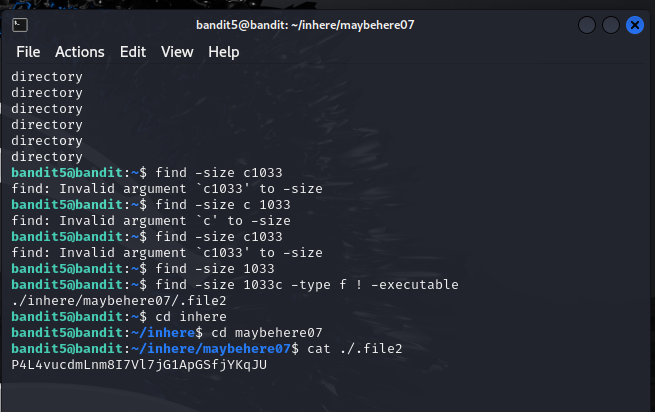 bandit5@bandit: ~/inhere/maybehere07
File Actions Edit View Help
directory
directory
directory
directory
directory
directory
bandit5@bandit:~$ find -size c1033
find: Invalid argument `c1033' to -size
bandit5@bandit:~$ find -size c 1033
find: Invalid argument `c' to -size
bandit5@bandit:~$ find -size c1033
find: Invalid argument `c1033' to -size
bandit5@bandit:~$ find -size 1033
bandit5@bandit:~$ find -size 1033c -type f ! -executable
./inhere/maybehere07/.file2
bandit5@bandit:~$ cd inhere
bandit5@bandit:~/inhere$ cd maybehere07
bandit5@bandit:~/inhere/maybehere07$ cat ./.file2
P4L4vucdmLnm8I7Vl7jG1ApGSfjYKqJU